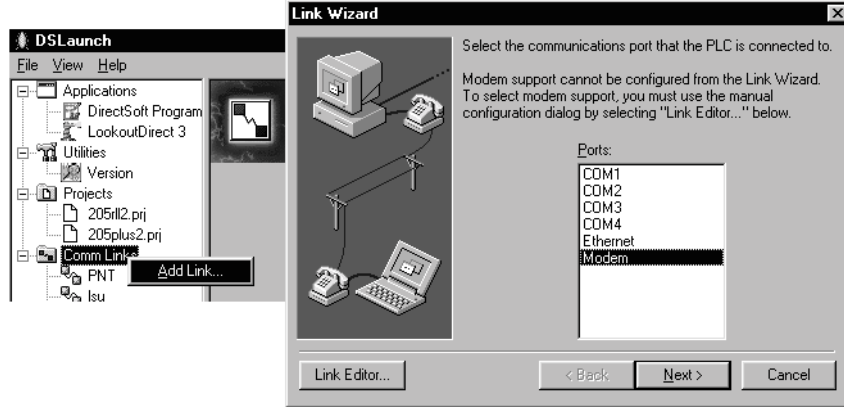 DSLaunch
File View Help
Applications
DirectSoft Program
LookoutDirect 3
Utilities
Version
Projects
205rll2.prj
205plus2.prj
Comm Links
Add Link...
PNT
lsu
Link Wizard
Select the communications port that the PLC is connected to.
Modem support cannot be configured from the Link Wizard.
To select modem support, you must use the manual
configuration dialog by selecting "Link Editor..." below.
Ports:
COM1
COM2
COM3
COM4
Ethernet
Modem
Link Editor...
< Back
Next >
Cancel